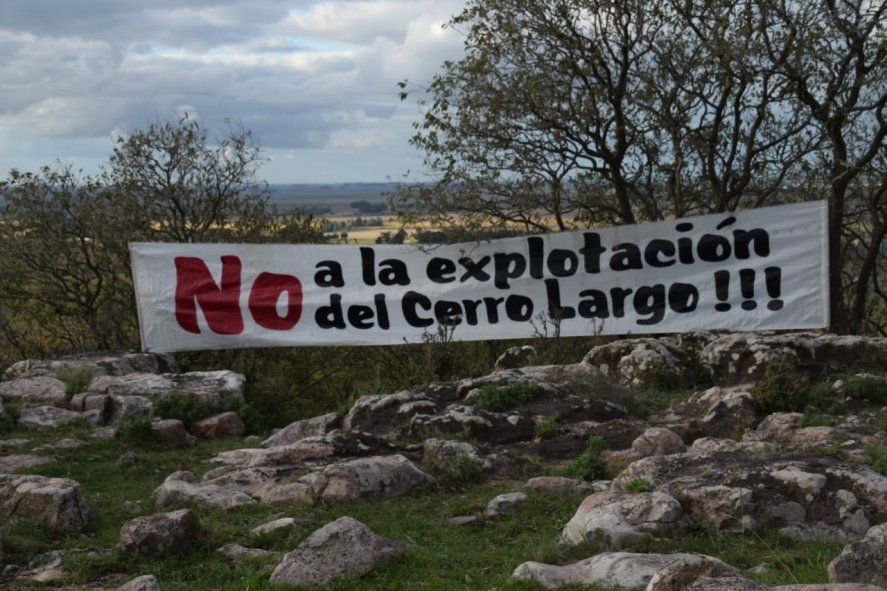 No a la explotación
del Cerro Largo !!!